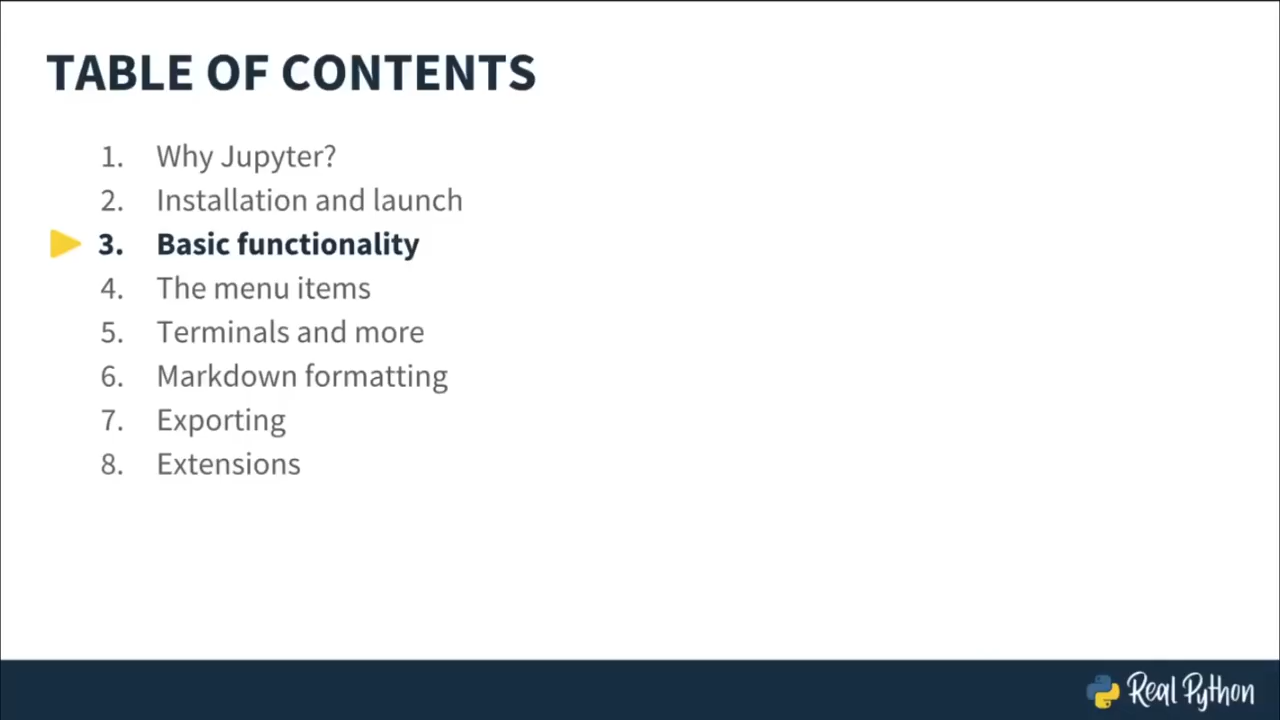 TABLE OF CONTENTS
1. Why Jupyter?
2. Installation and launch
3. Basic functionality
4. The menu items
5. Terminals and more
6. Markdown formatting
7. Exporting
8. Extensions
Real Python